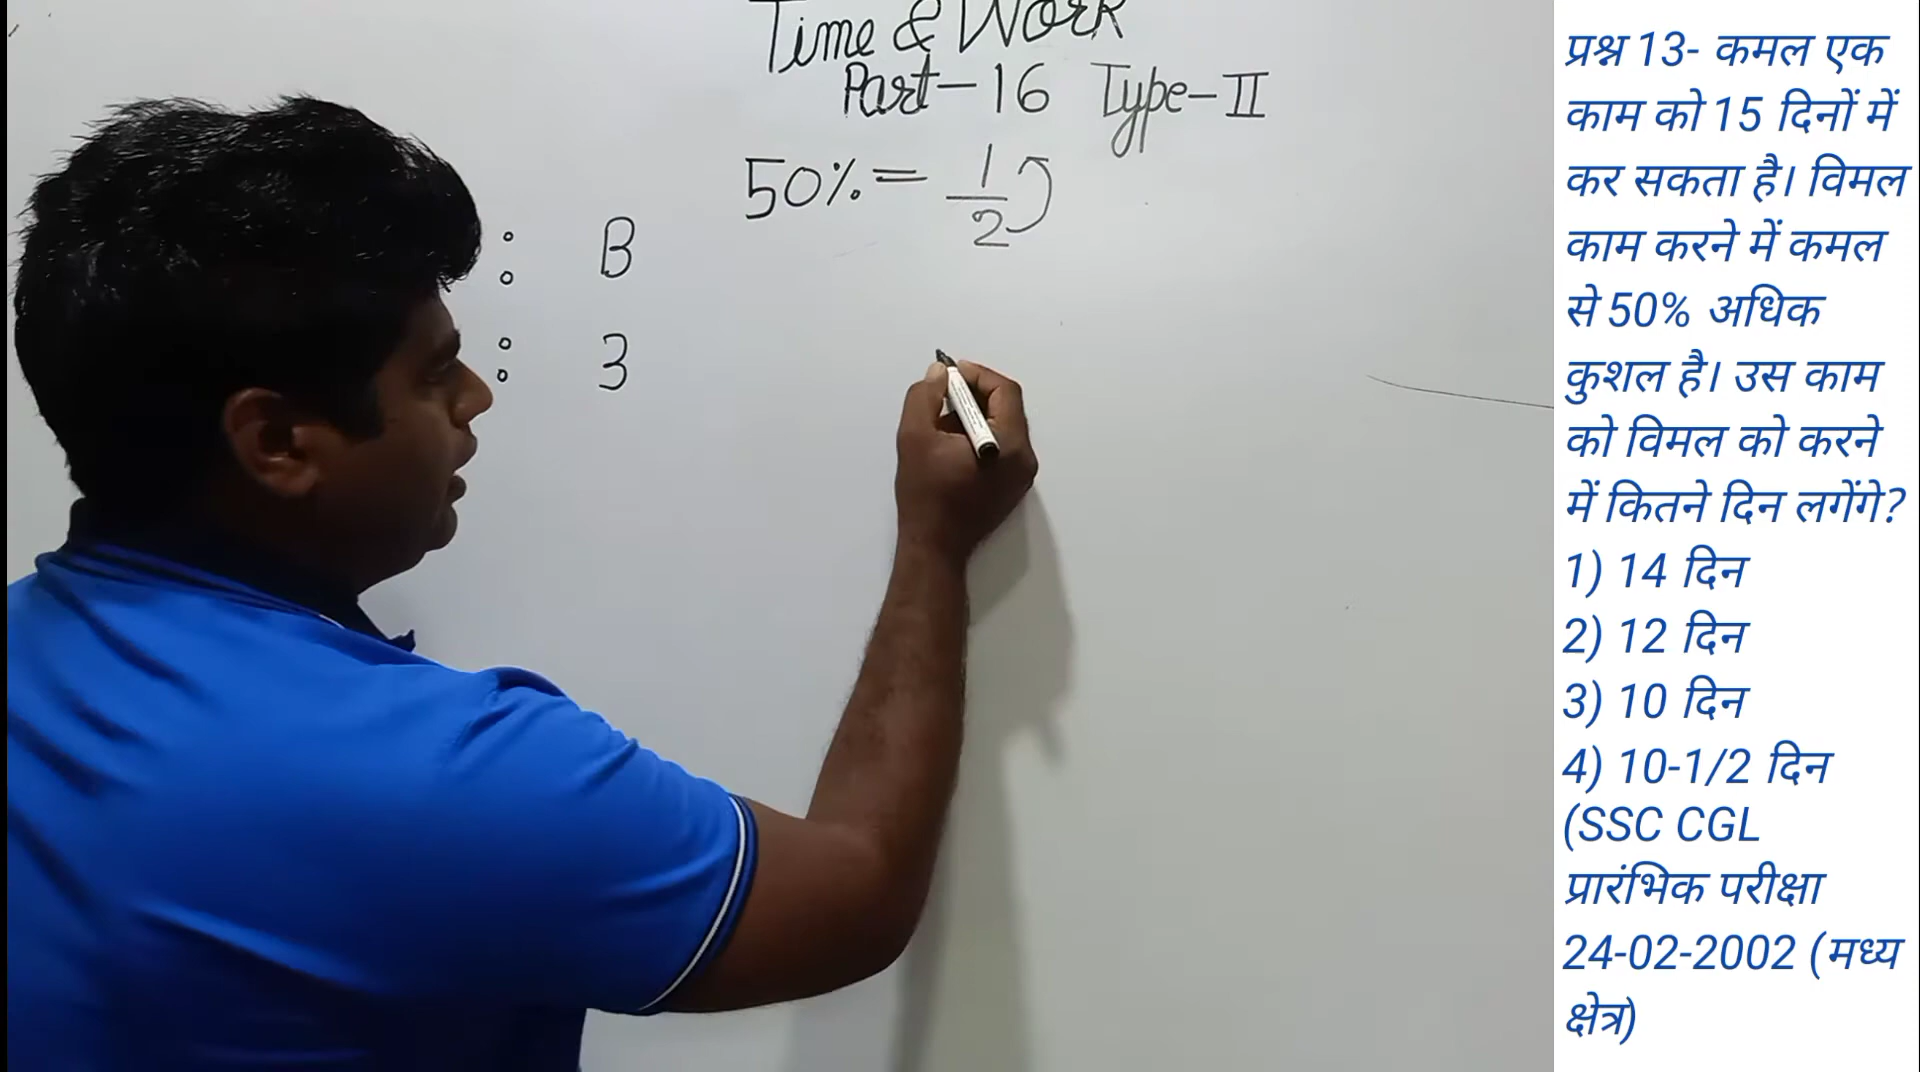 Time & Work
Part-16 Type-II
50%= 1/2
: B
: 3
प्रश्न 13- कमल एक
काम को 15 दिनों में
कर सकता है। विमल
काम करने में कमल
से 50% अधिक
कुशल है। उस काम
को विमल को करने
में कितने दिन लगेंगे?
1) 14 दिन
2) 12 दिन
3) 10 दिन
4) 10-1/2 दिन
(SSC CGL
प्रारंभिक परीक्षा
24-02-2002 (मध्य
क्षेत्र)